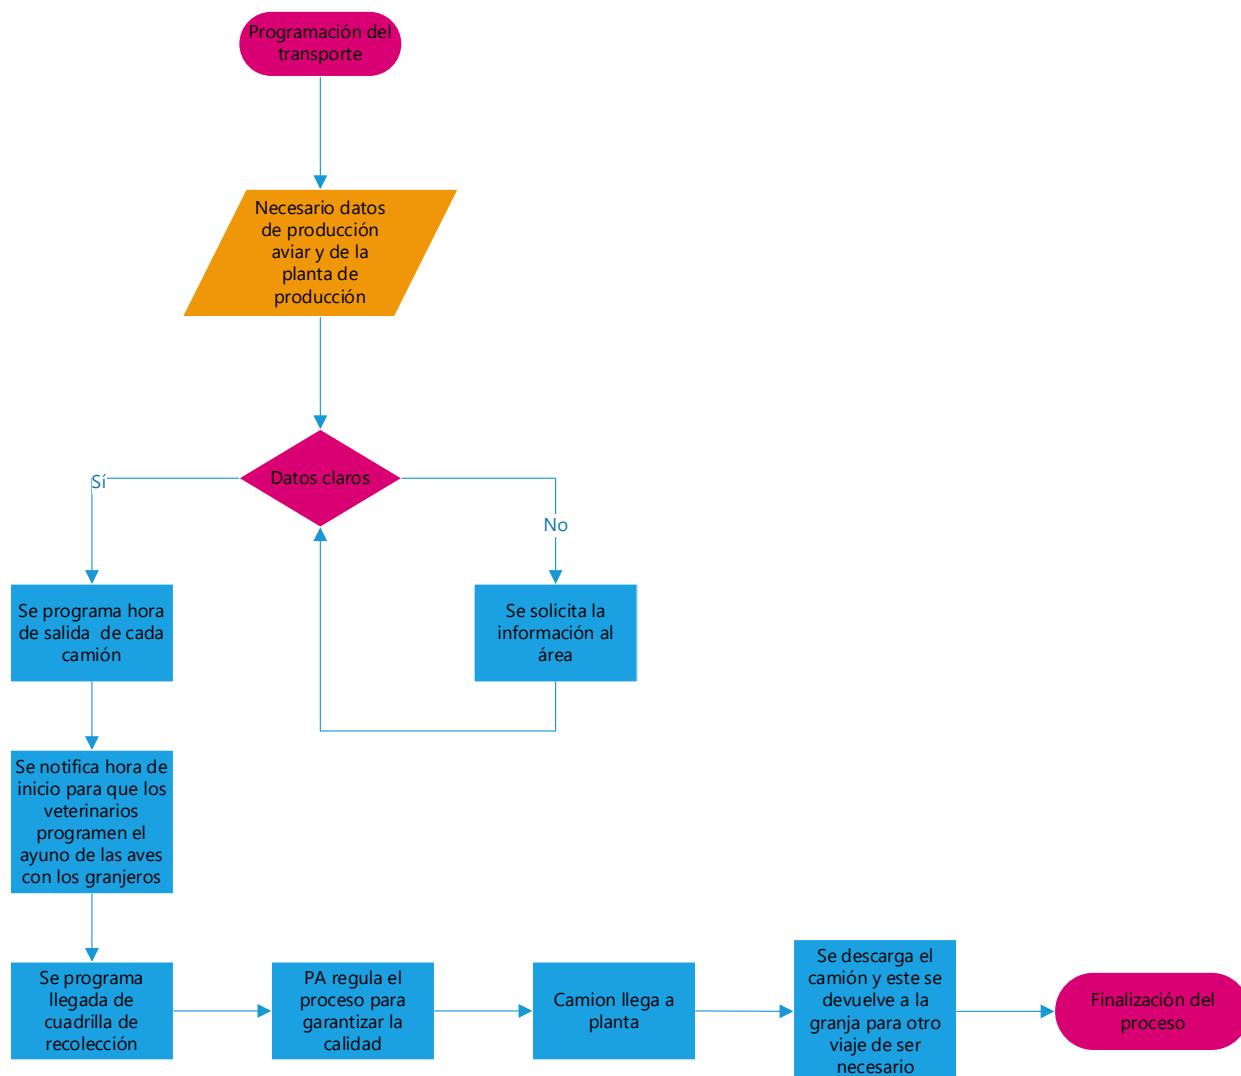 Programación del
transporte
Necesario datos
de producción
aviar y de la
planta de
producción
Datos claros
Sí
No
Se programa hora
de salida  de cada
camión
Se solicita la
información al
área
Se notifica hora de
inicio para que los
veterinarios
programen el
ayuno de las aves
con los granjeros
Se programa
llegada de
cuadrilla de
recolección
PA regula el
proceso para
garantizar la
calidad
Camion llega a
planta
Se descarga el
camión y este se
devuelve a la
granja para otro
viaje de ser
necesario
Finalización del
proceso